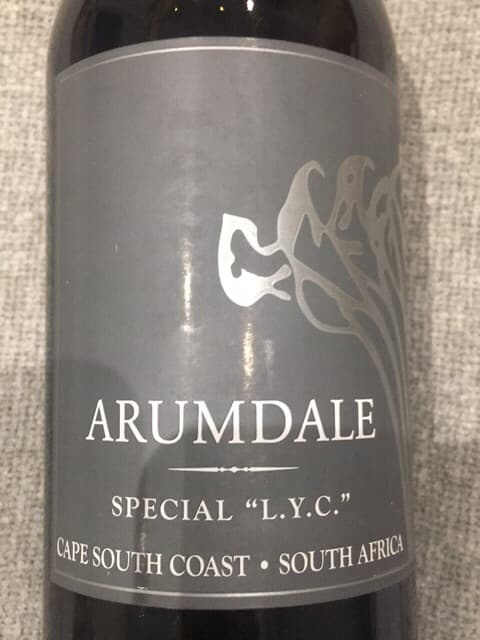 ARUMDALE
SPECIAL “L.Y.C.”
CAPE SOUTH COAST • SOUTH AFRICA